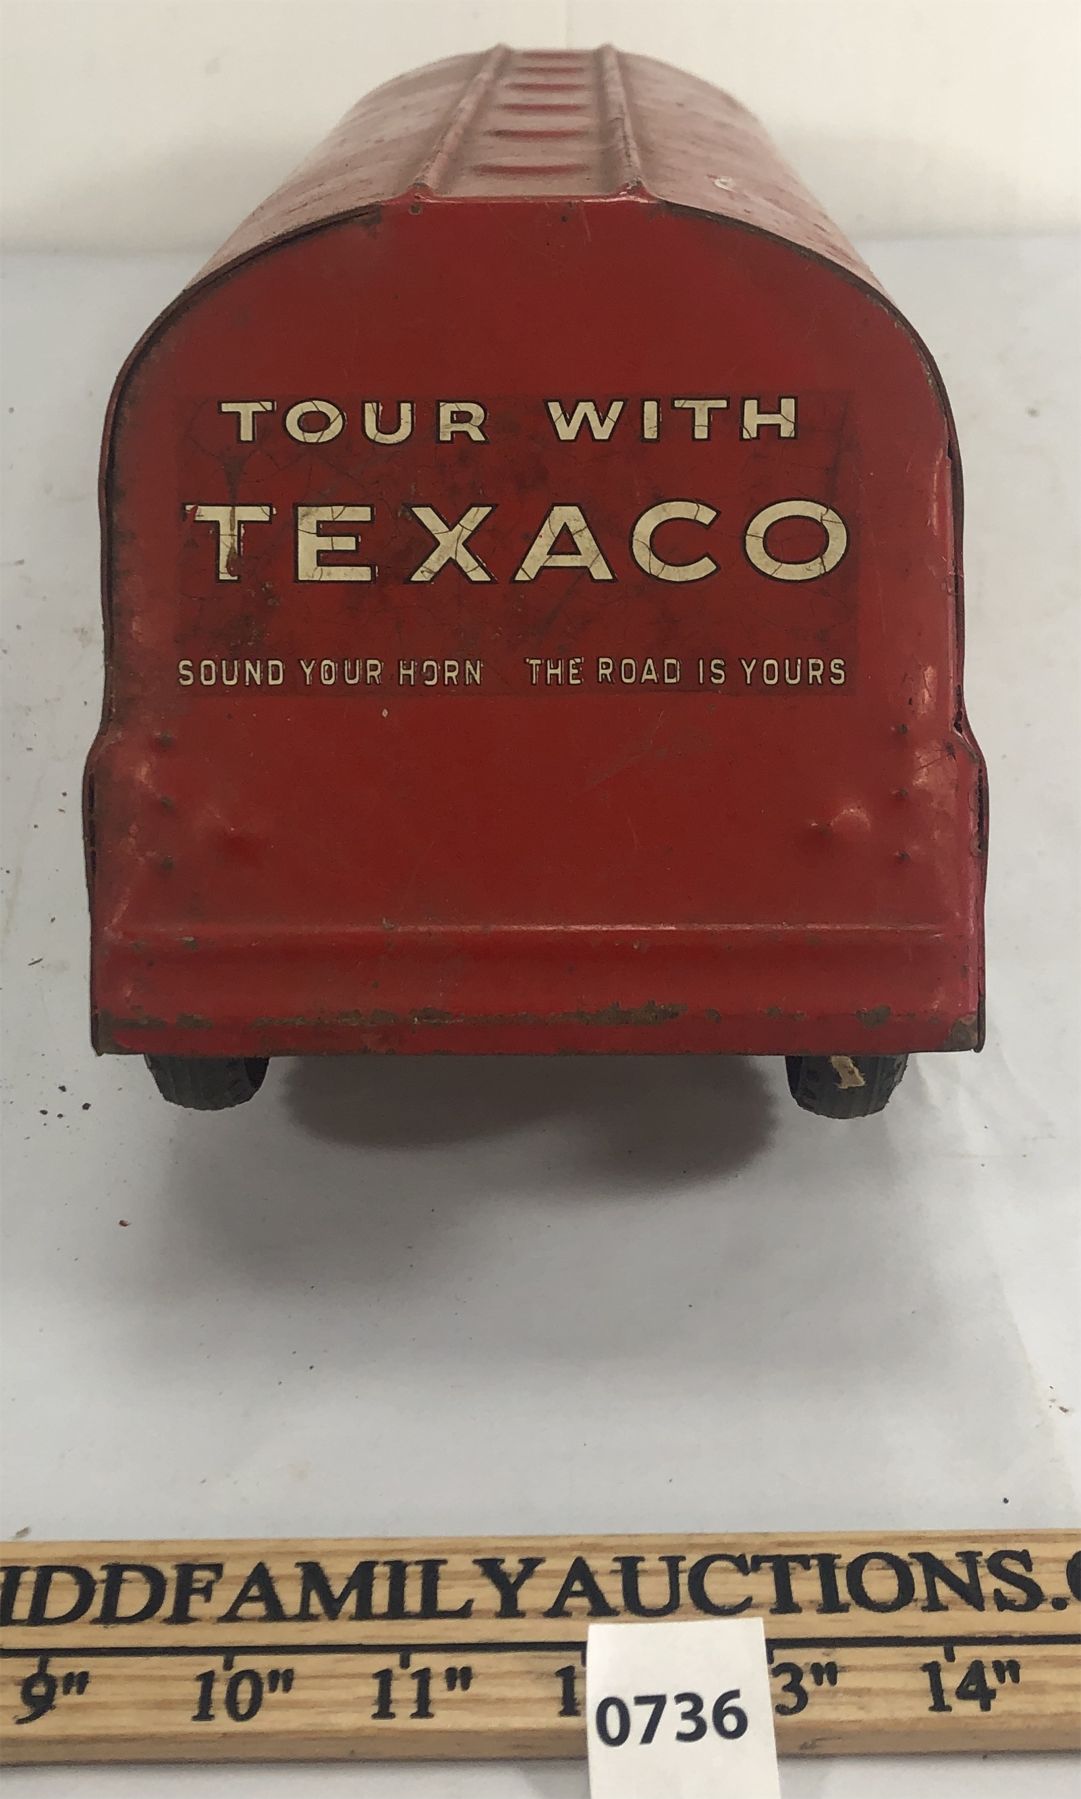 TOUR WITH
TEXACO
SOUND YOUR HORN THE ROAD IS YOURS
IDDFAMILYAUCTIONS.C
9" 10" 11" 1 3" 14"
0736